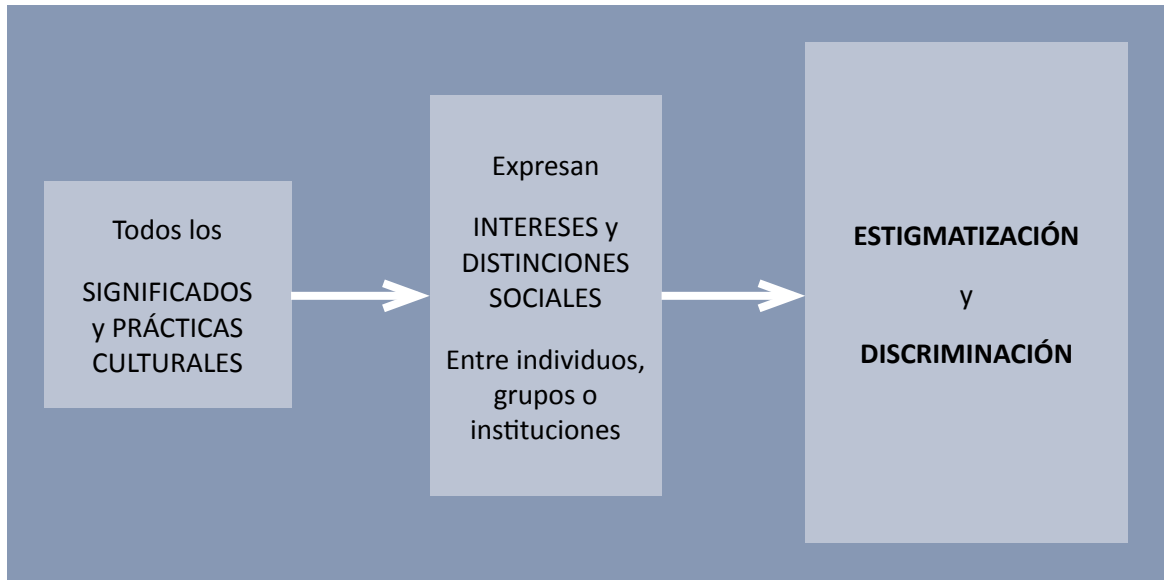 Todos los
SIGNIFICADOS
y PRÁCTICAS
CULTURALES
Expresan
INTERESES y
DISTINCIONES
SOCIALES
Entre individuos,
grupos o
instituciones
ESTIGMATIZACIÓN
y
DISCRIMINACIÓN